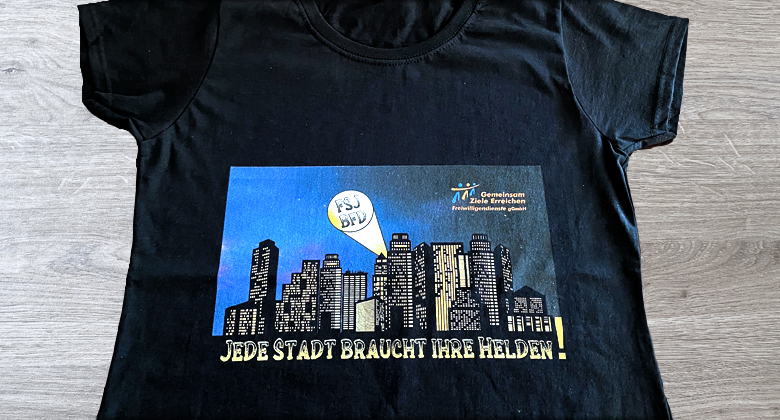 FSJ
BFD
Gemeinsam
Ziele Erreichen
Freiwilligendienste gGmbH
JEDE STADT BRAUCHT IHRE HELDEN!